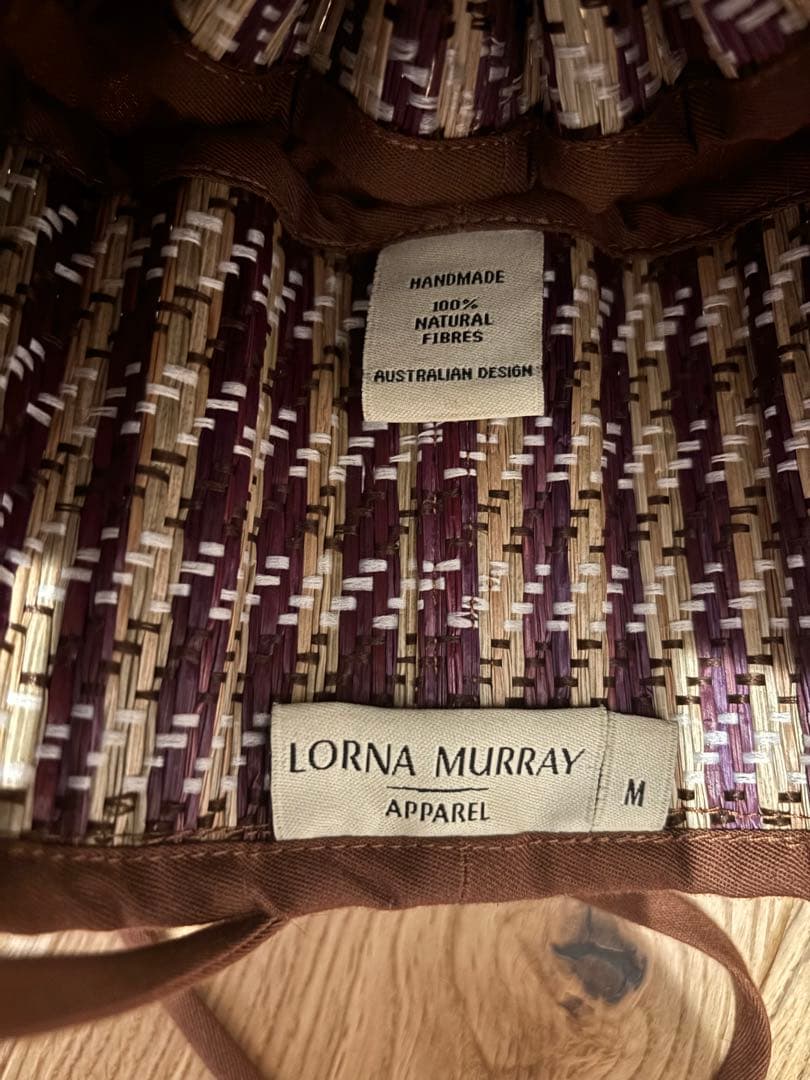 HANDMADE
100%
NATURAL
FIBRES
AUSTRALIAN DESIGN
LORNA MURRAY
APPAREL
M